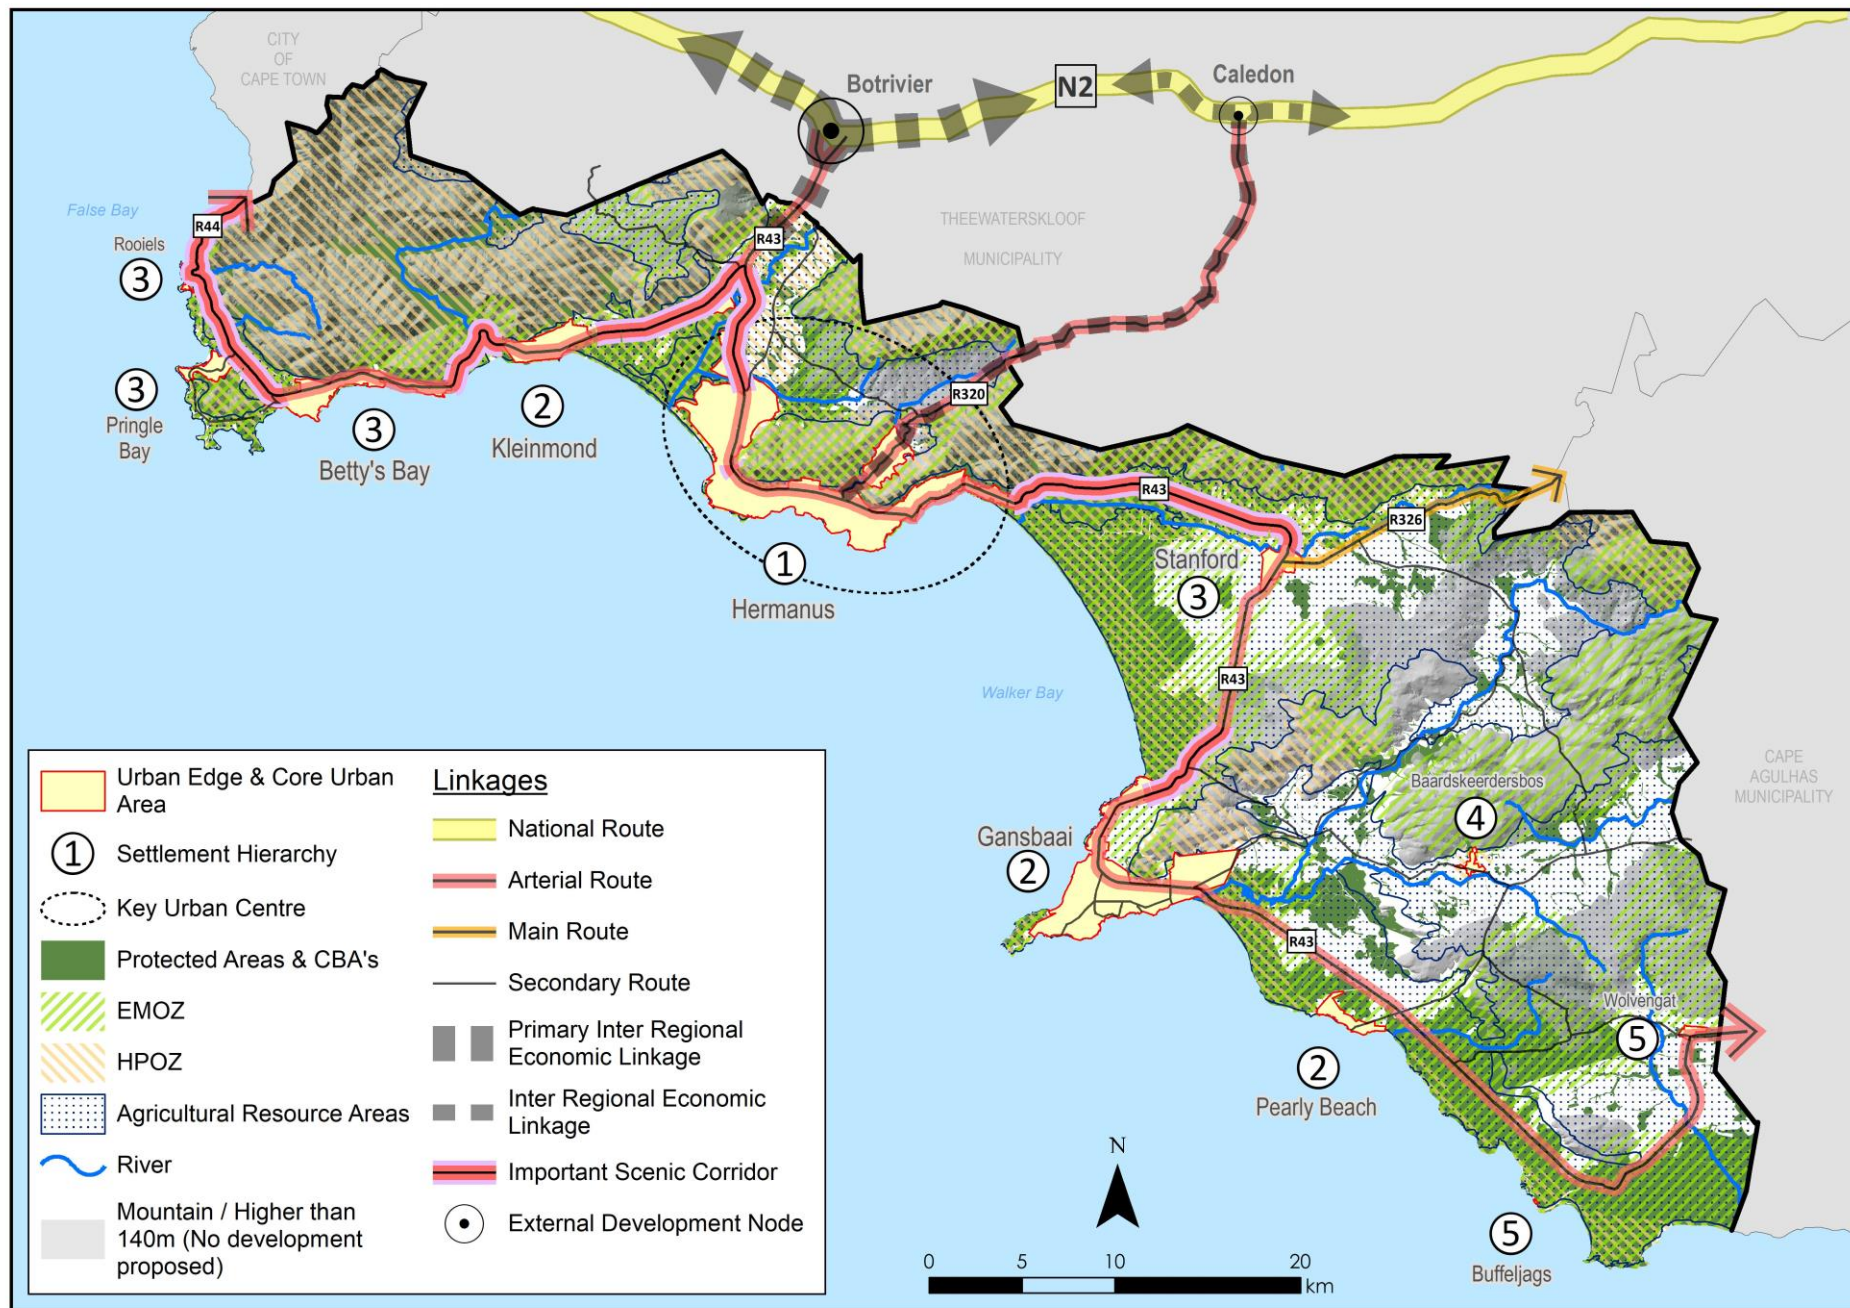 CITY
OF
CAPE TOWN
Botrivier
N2
Caledon
False Bay
R44
Rooiels
3
R43
THEEWATERSKLOOF
MUNICIPALITY
3
Pringle
Bay
3
Betty's Bay
2
Kleinmond
R320
R43
R326
1
Hermanus
Stanford
3
R43
Walker Bay
CAPE
AGULHAS
MUNICIPALITY
Baardskeerdersbos
4
Gansbaai
2
R43
Wolvengat
5
2
Pearly Beach
5
Buffeljags
N
0 5 10 20
km
Urban Edge & Core Urban
Area
1
Settlement Hierarchy
Key Urban Centre
Protected Areas & CBA's
EMOZ
HPOZ
Agricultural Resource Areas
River
Mountain / Higher than
140m (No development
proposed)
Linkages
National Route
Arterial Route
Main Route
Secondary Route
Primary Inter Regional
Economic Linkage
Inter Regional Economic
Linkage
Important Scenic Corridor
External Development Node